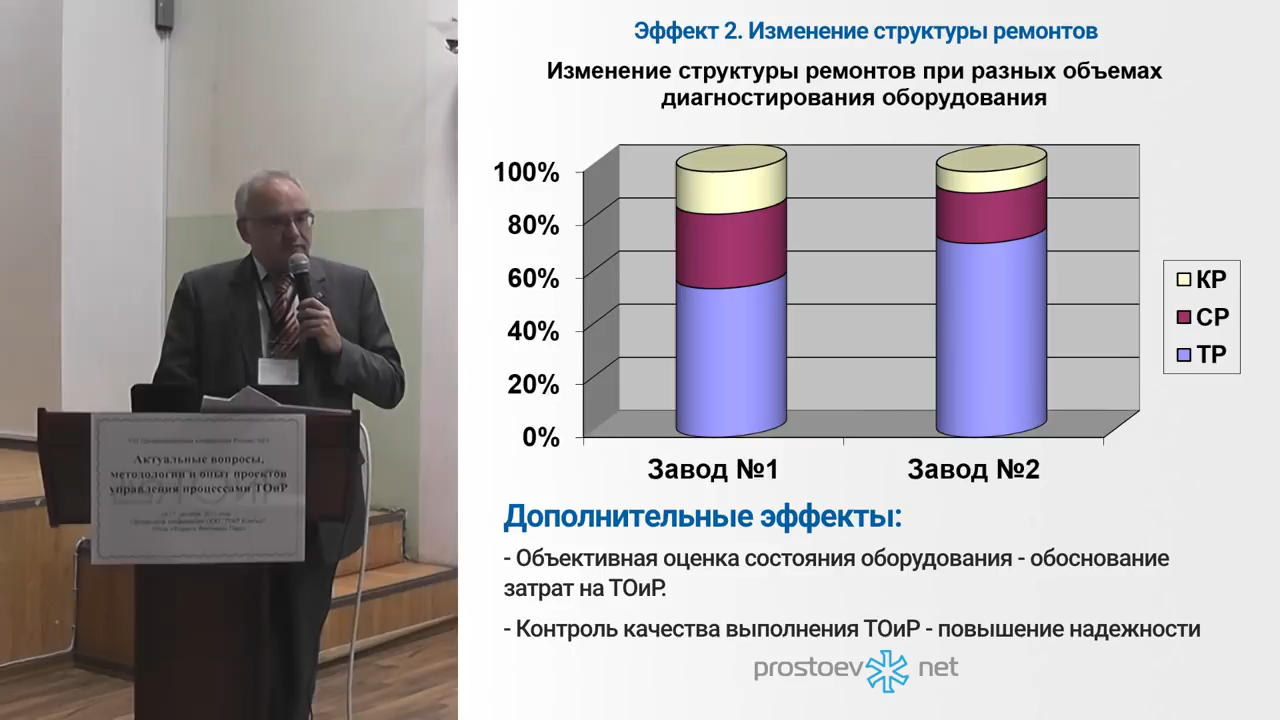 Эффект 2. Изменение структуры ремонтов
Изменение структуры ремонтов при разных объемах
диагностирования оборудования
100%
80%
60%
40%
20%
0%
Завод №1
Завод №2
КР
СР
ТР
Дополнительные эффекты:
- Объективная оценка состояния оборудования - обоснование
затрат на ТОиР.
- Контроль качества выполнения ТОиР - повышение надежности
prostoev net
Актуальные вопросы,
методологии и опыт проектов
управления процессами ТОиР